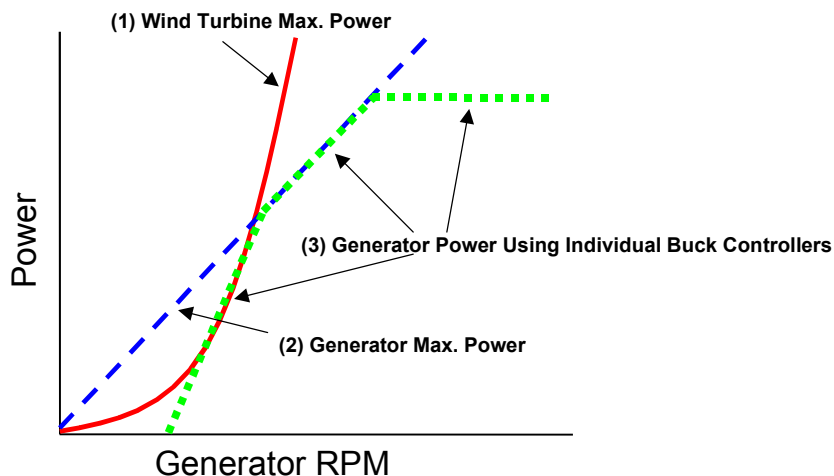 (1) Wind Turbine Max. Power
Power
(3) Generator Power Using Individual Buck Controllers
(2) Generator Max. Power
Generator RPM